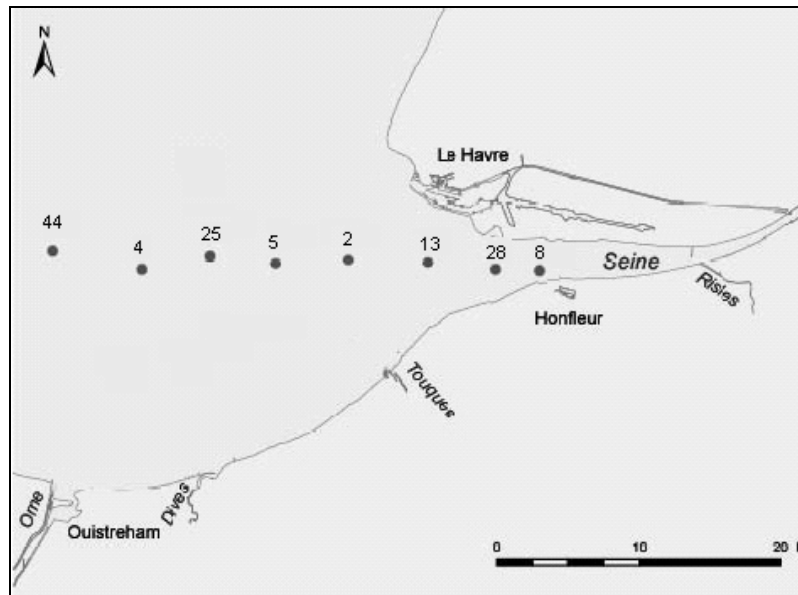 N
Le Havre
44
4
25
5
2
13
28
8
Seine
Risles
Honfleur
Touques
Orne
Ouistreham
Dives
0
10
20